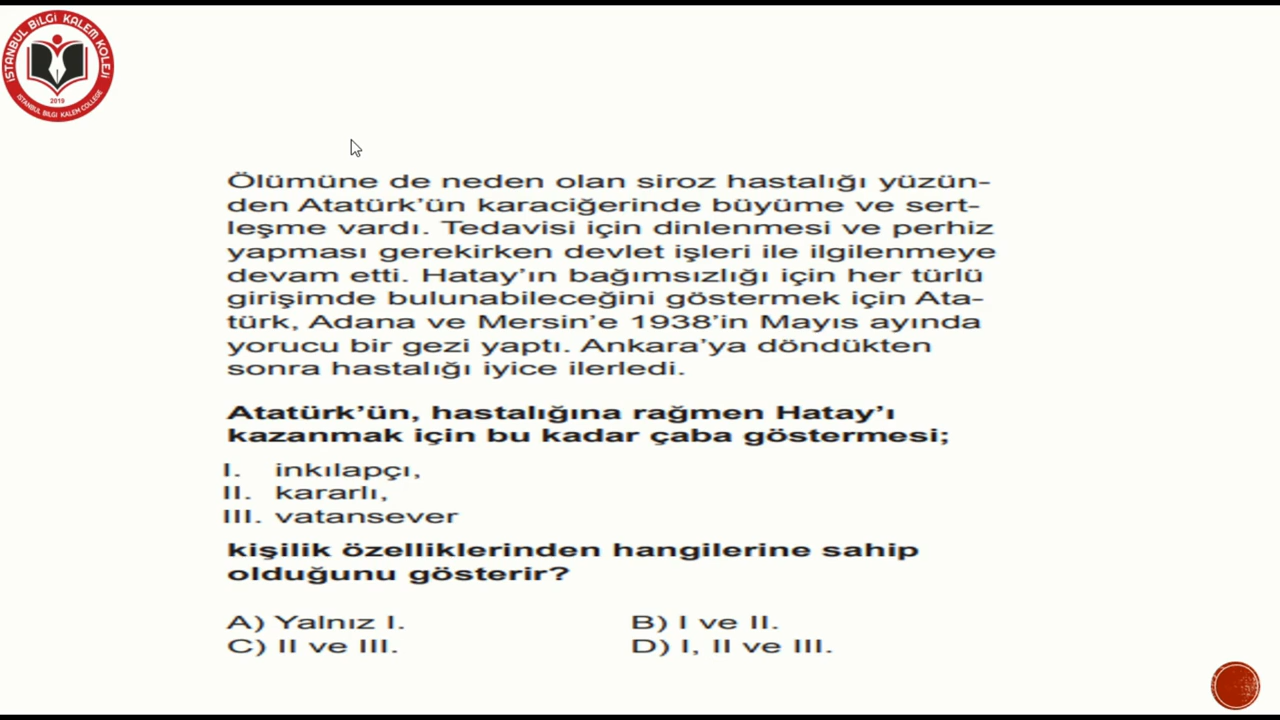 İSTANBUL BİLGİ KALEM KOLEJİ
2019
ISTANBUL BILGI KALEM COLLEGE
Ölümüne de neden olan siroz hastalığı yüzün-
den Atatürk'ün karaciğerinde büyüme ve sert-
leşme vardı. Tedavisi için dinlenmesi ve perhiz
yapması gerekirken devlet işleri ile ilgilenmeye
devam etti. Hatay'ın bağımsızlığı için her türlü
girişimde bulunabileceğini göstermek için Ata-
türk, Adana ve Mersin'e 1938'in Mayıs ayında
yorucu bir gezi yaptı. Ankara'ya döndükten
sonra hastalığı iyice ilerledi.
Atatürk'ün, hastalığına rağmen Hatay'ı
kazanmak için bu kadar çaba göstermesi;
I. inkılapçı,
II. kararlı,
III. vatansever
kişilik özelliklerinden hangilerine sahip
olduğunu gösterir?
A) Yalnız I. B) I ve II.
C) II ve III. D) I, II ve III.